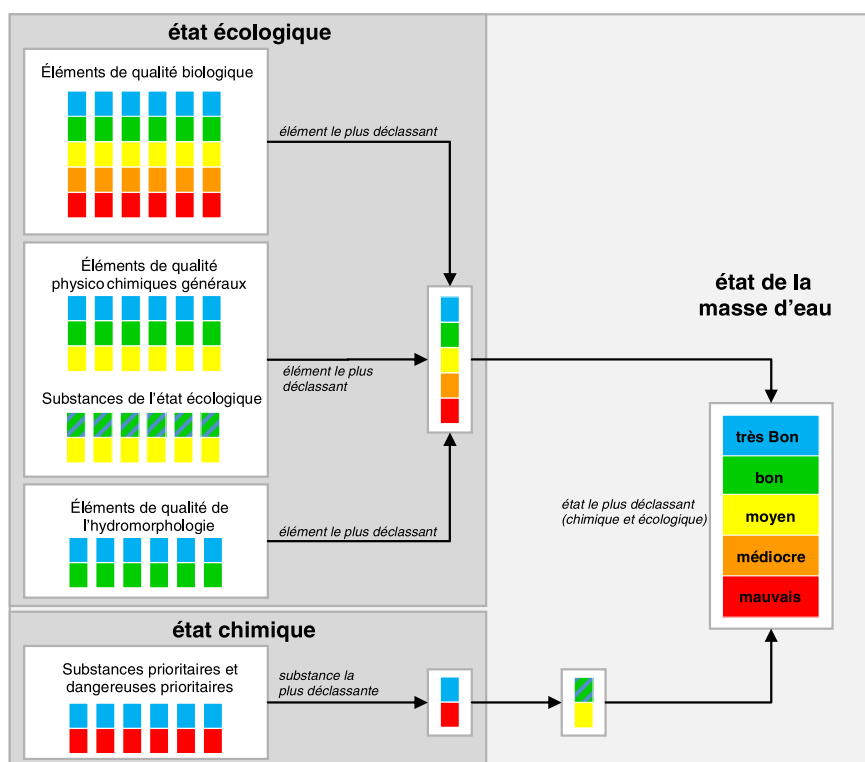 état écologique
Éléments de qualité biologique
élément le plus déclassant
Éléments de qualité
physico chimiques généraux
élément le plus
déclassant
Substances de l'état écologique
Éléments de qualité de
l'hydromorphologie
élément le plus déclassant
état de la
masse d'eau
très Bon
bon
moyen
médiocre
mauvais
état le plus déclassant
(chimique et écologique)
état chimique
Substances prioritaires et
dangereuses prioritaires
substance la
plus déclassante